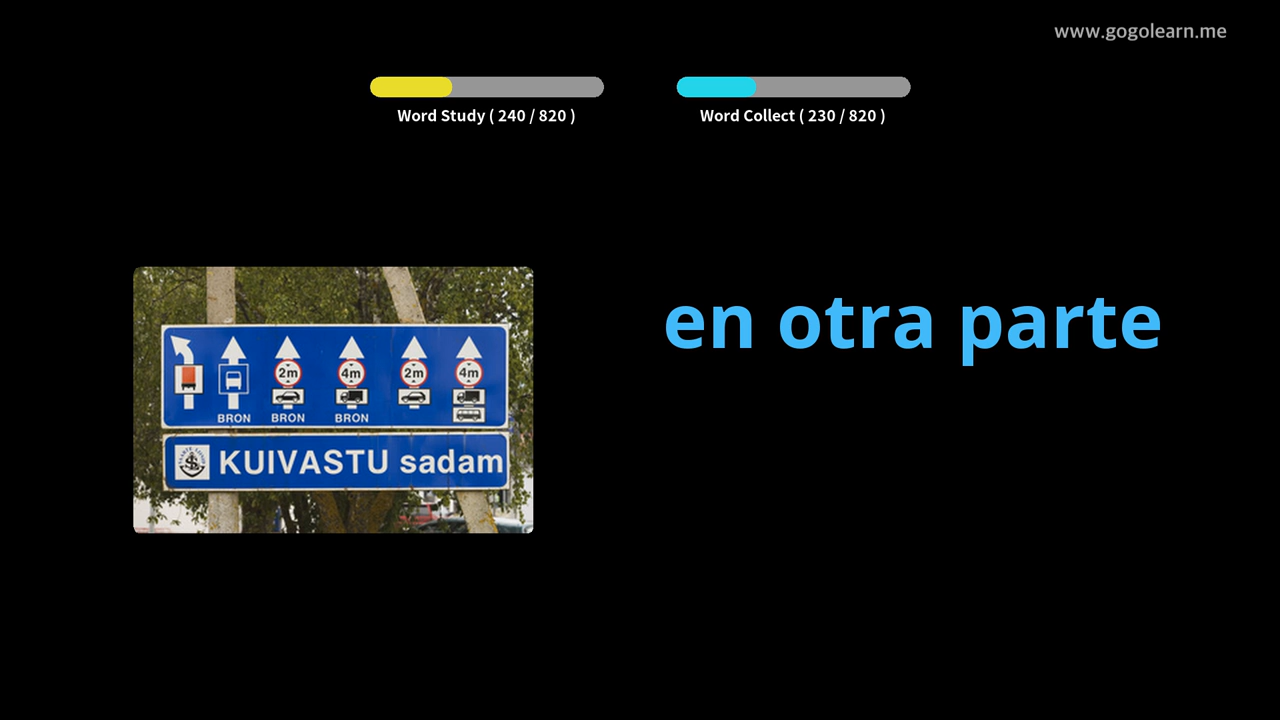 www.gogolearn.me
Word Study ( 240 / 820 )
Word Collect ( 230 / 820 )
en otra parte
2m
4m
2m
4m
BRON
BRON
BRON
KUIVASTU sadam